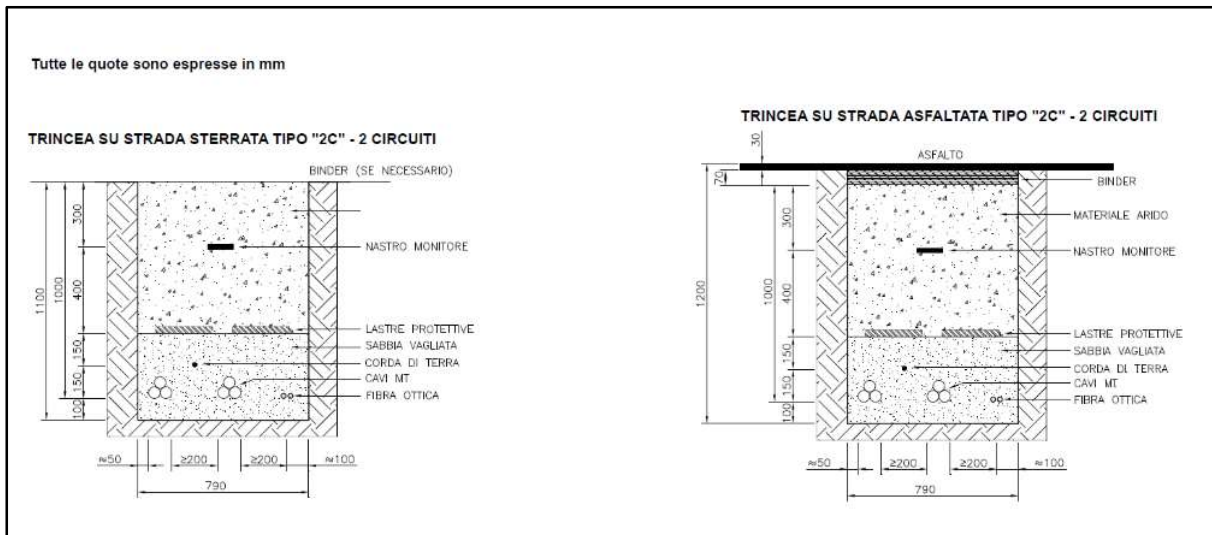 Tutte le quote sono espresse in mm
TRINCEA SU STRADA STERRATA TIPO "2C" - 2 CIRCUITI
BINDER (SE NECESSARIO)
NASTRO MONITORE
LASTRE PROTETTIVE
SABBIA VAGLIATA
CORDA DI TERRA
CAVI MT
FIBRA OTTICA
1100
1000
300
400
150
150
100
≈50
≥200
≥200
≈100
790
TRINCEA SU STRADA ASFALTATA TIPO "2C" - 2 CIRCUITI
30
ASFALTO
70
BINDER
MATERIALE ARIDO
NASTRO MONITORE
LASTRE PROTETTIVE
SABBIA VAGLIATA
CORDA DI TERRA
CAVI MT
FIBRA OTTICA
1200
1000
300
400
150
150
100
≈50
≥200
≥200
≈100
790